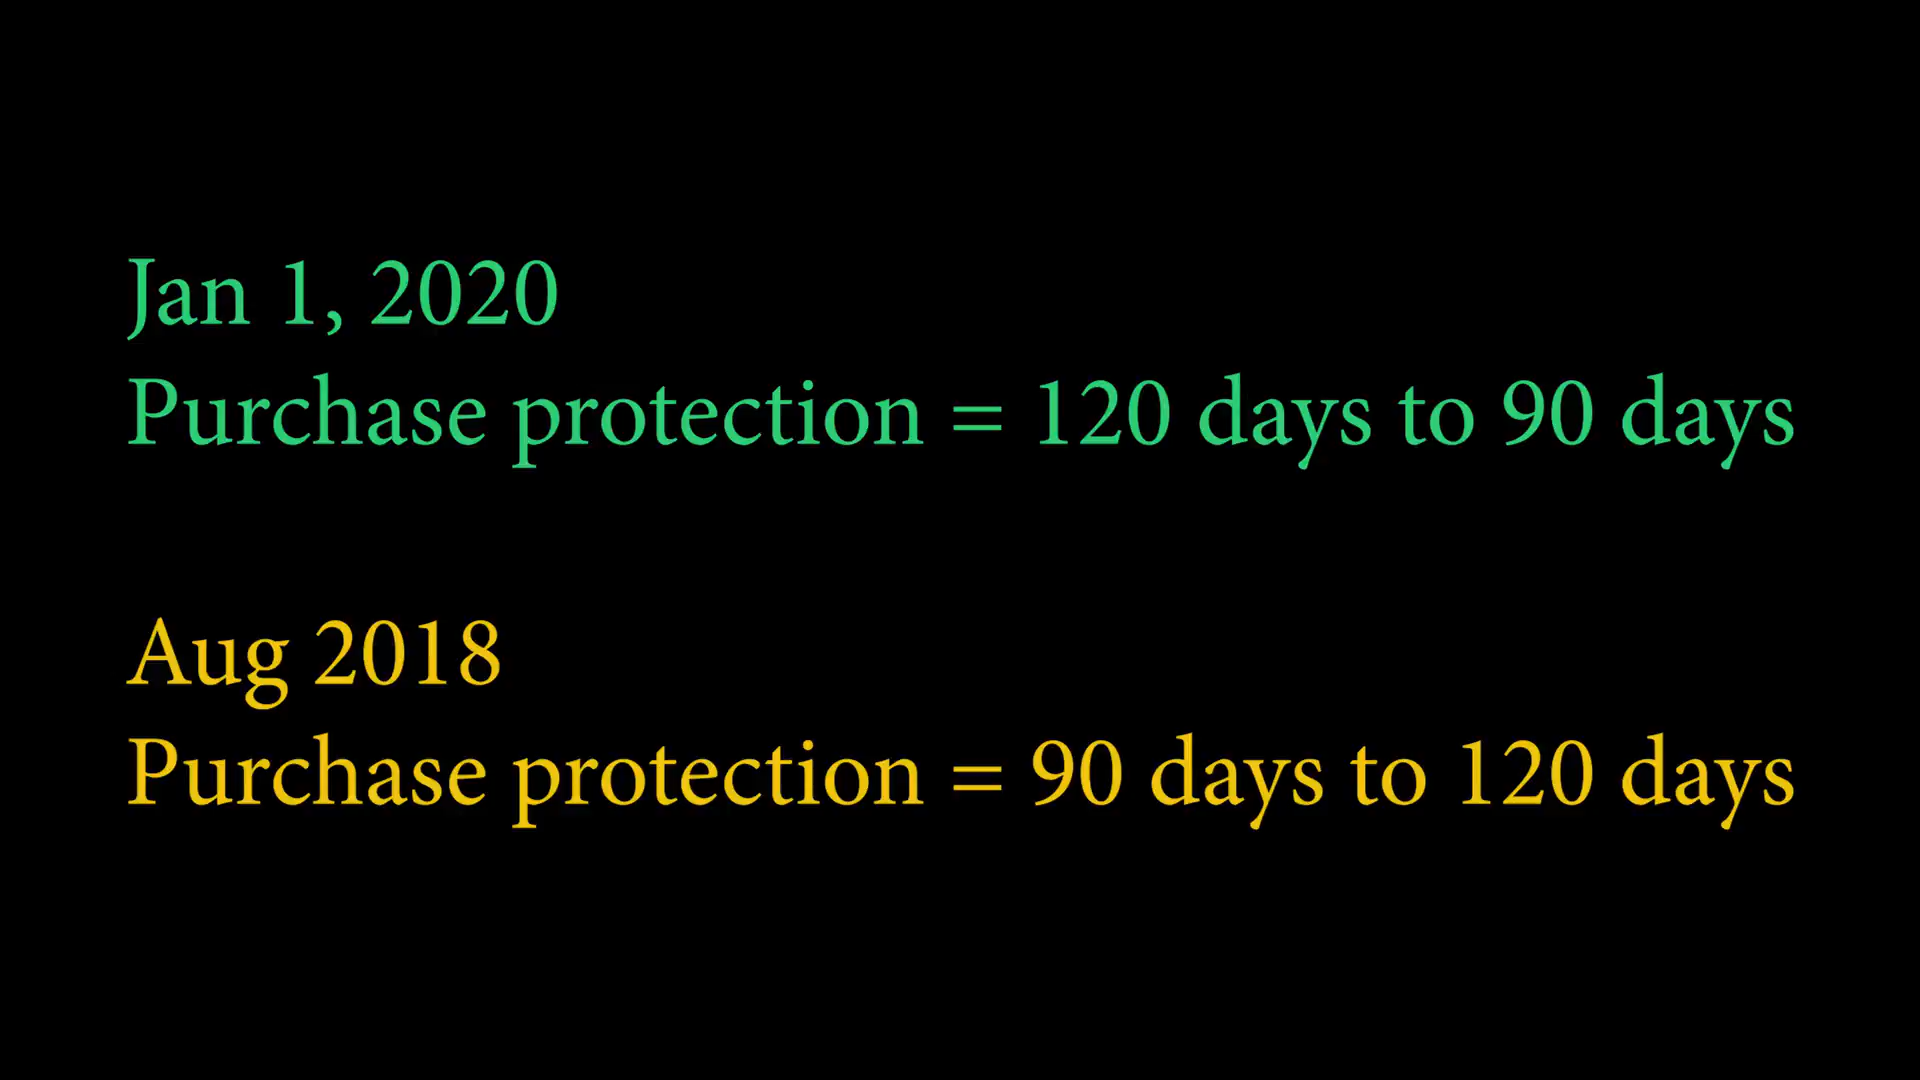 Jan 1, 2020
Purchase protection = 120 days to 90 days
Aug 2018
Purchase protection = 90 days to 120 days